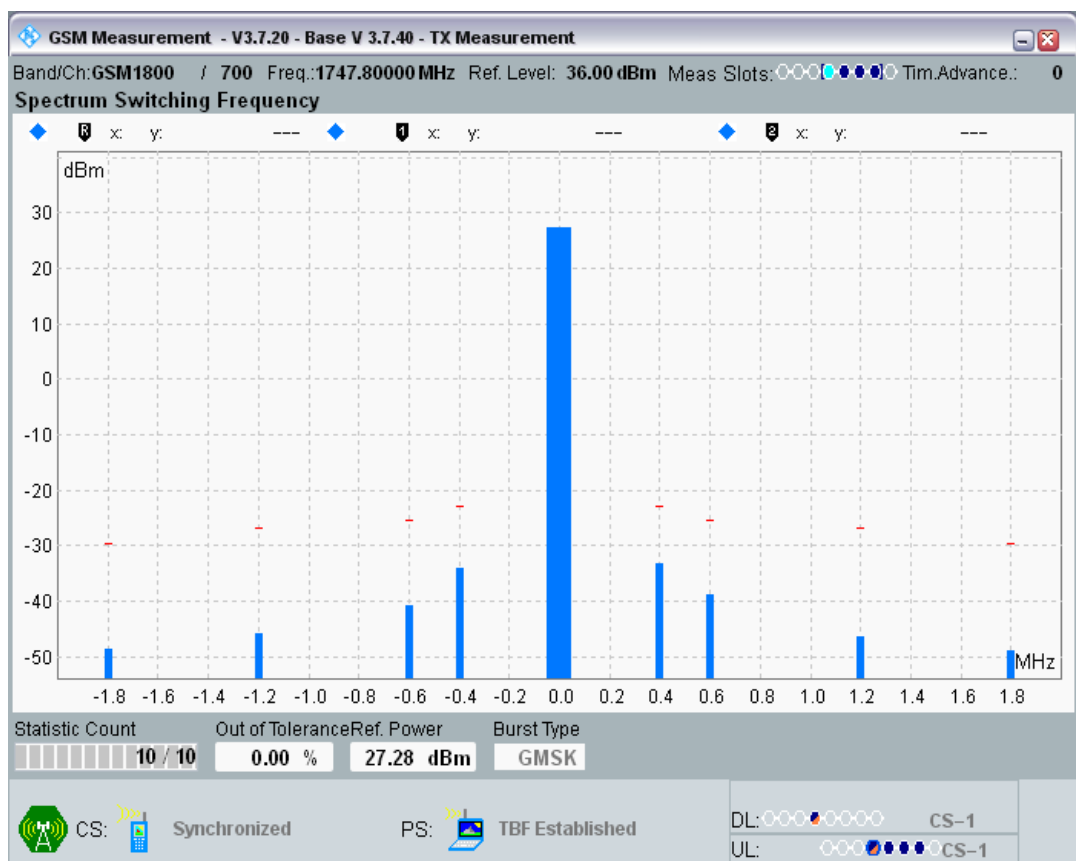 GSM Measurement - V3.7.20 - Base V 3.7.40 - TX Measurement
Band/Ch:GSM1800 / 700 Freq.:1747.80000 MHz Ref. Level: 36.00 dBm Meas Slots: Tim.Advance.: 0
Spectrum Switching Frequency
R x: y: --- 1 x: y: --- 2 x: y: ---
dBm
30
20
10
0
-10
-20
-30
-40
-50
MHz
-1.8 -1.6 -1.4 -1.2 -1.0 -0.8 -0.6 -0.4 -0.2 0.0 0.2 0.4 0.6 0.8 1.0 1.2 1.4 1.6 1.8
Statistic Count Out of Tolerance Ref. Power Burst Type
10 / 10 0.00 % 27.28 dBm GMSK
CS: Synchronized PS: TBF Established
DL: CS-1
UL: CS-1